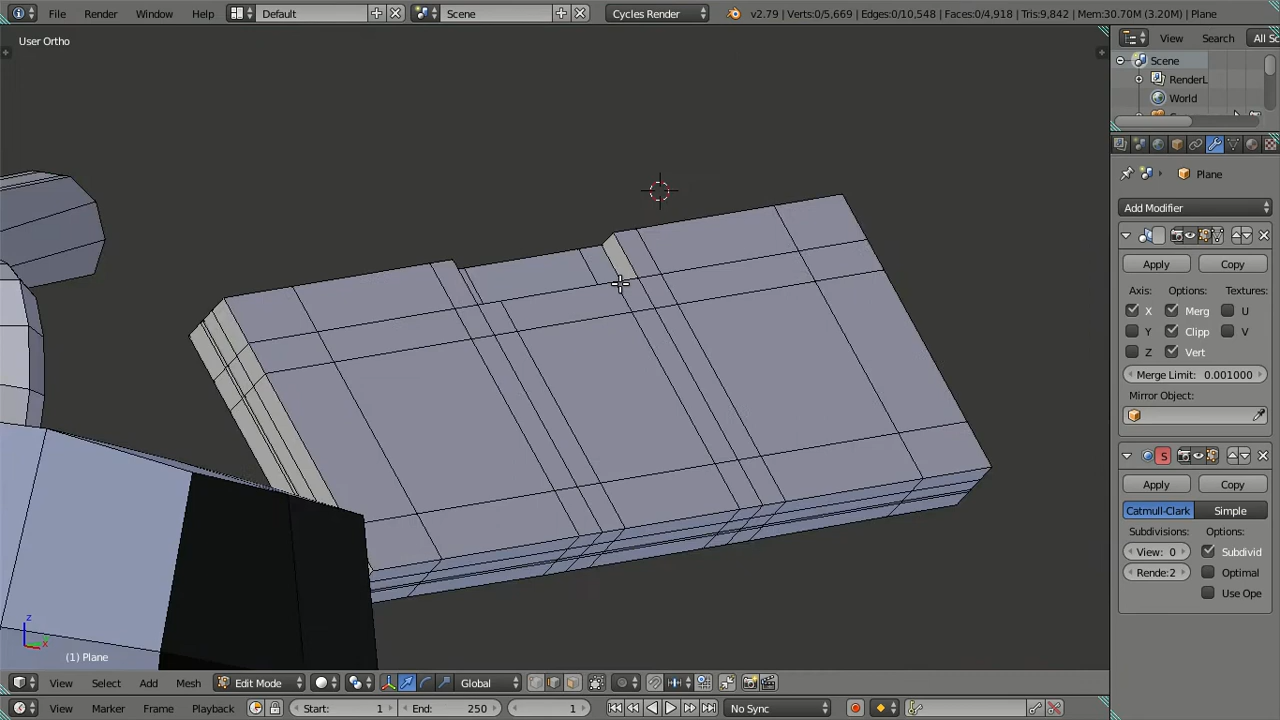 File Render Window Help Default Scene Cycles Render v2.79 | Verts:0/5,669 | Edges:0/10,548 | Faces:0/4,918 | Tris:9,842 | Mem:30.70M (3.20M) | Plane
User Ortho
View Search All Sc
Scene
RenderL
World
Plane
Add Modifier
Apply Copy
Axis: Options: Textures:
X Merg U
Y Clipp V
Z Vert
Merge Limit: 0.001000
Mirror Object:
S
Apply Copy
Catmull-Clark Simple
Subdivisions: Options:
View: 0 Subdivid
Rende:2 Optimal
Use Ope
z
x
(1) Plane
View Select Add Mesh Edit Mode Global
View Marker Frame Playback Start: 1 End: 250 1 No Sync